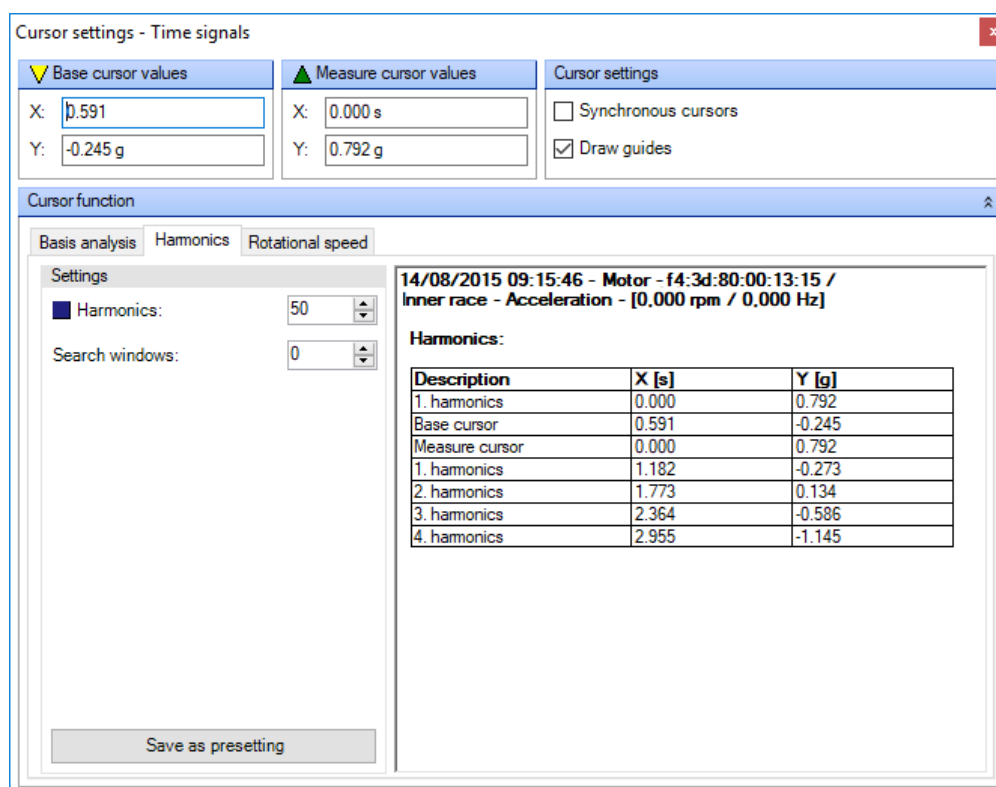 Cursor settings - Time signals
Base cursor values
X: 0.591
Y: -0.245 g
Measure cursor values
X: 0.000 s
Y: 0.792 g
Cursor settings
Synchronous cursors
Draw guides
Cursor function
Basis analysis Harmonics Rotational speed
Settings
Harmonics: 50
Search windows: 0
Save as presetting
14/08/2015 09:15:46 - Motor - f4:3d:80:00:13:15 /
Inner race - Acceleration - [0,000 rpm / 0,000 Hz]
Harmonics:
Description X [s] Y [g]
1. harmonics 0.000 0.792
Base cursor 0.591 -0.245
Measure cursor 0.000 0.792
1. harmonics 1.182 -0.273
2. harmonics 1.773 0.134
3. harmonics 2.364 -0.586
4. harmonics 2.955 -1.145